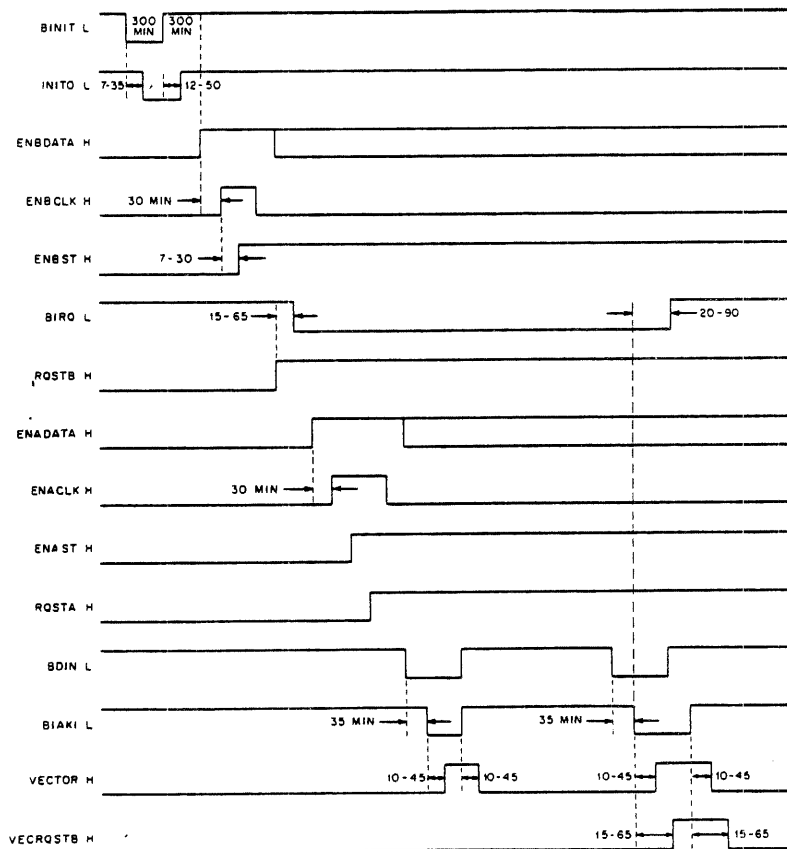 BINIT L
300 MIN
300 MIN
INITO L
7-35
12-50
ENBDATA H
ENBCLK H
30 MIN
ENBST H
7-30
BIRQ L
15-65
20-90
RQSTB H
ENADATA H
ENACLK H
30 MIN
ENAST H
RQSTA H
BDIN L
BIAKI L
35 MIN
35 MIN
VECTOR H
10-45
10-45
10-45
10-45
VECRQSTB H
15-65
15-65